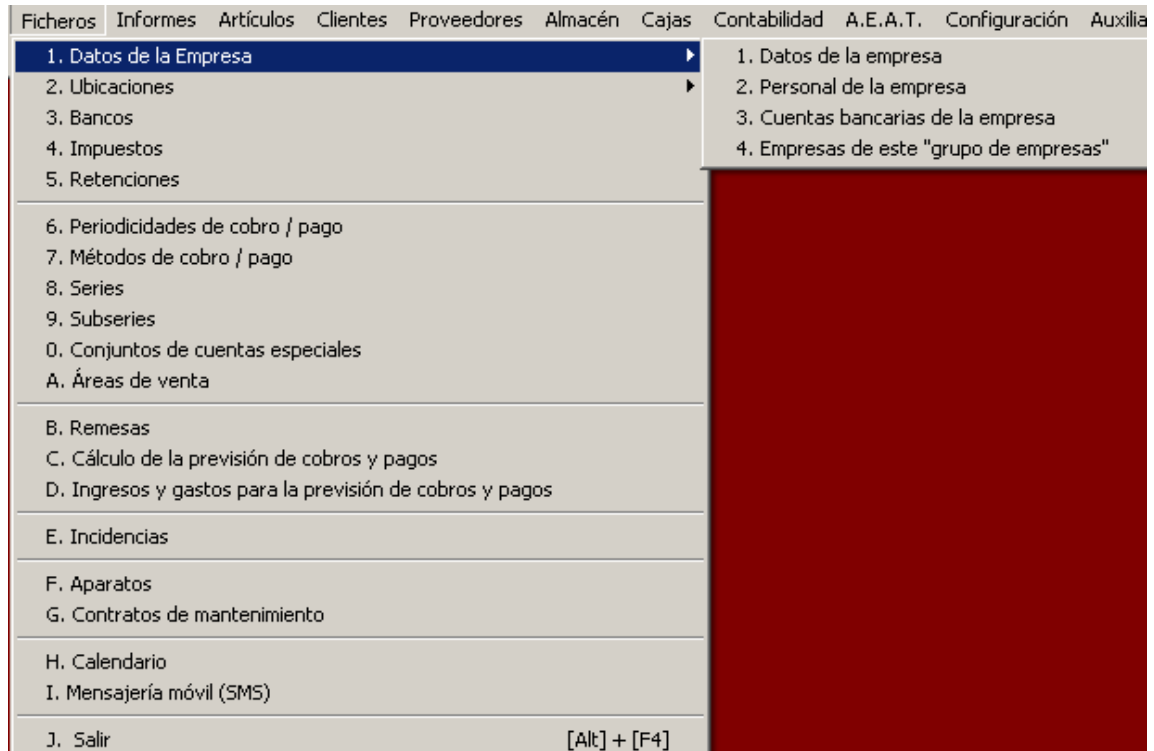 Ficheros Informes Artículos Clientes Proveedores Almacén Cajas Contabilidad A.E.A.T. Configuración Auxilia
1. Datos de la Empresa
2. Ubicaciones
3. Bancos
4. Impuestos
5. Retenciones
6. Periodicidades de cobro / pago
7. Métodos de cobro / pago
8. Series
9. Subseries
0. Conjuntos de cuentas especiales
A. Áreas de venta
B. Remesas
C. Cálculo de la previsión de cobros y pagos
D. Ingresos y gastos para la previsión de cobros y pagos
E. Incidencias
F. Aparatos
G. Contratos de mantenimiento
H. Calendario
I. Mensajería móvil (SMS)
J. Salir [Alt] + [F4]
1. Datos de la empresa
2. Personal de la empresa
3. Cuentas bancarias de la empresa
4. Empresas de este "grupo de empresas"